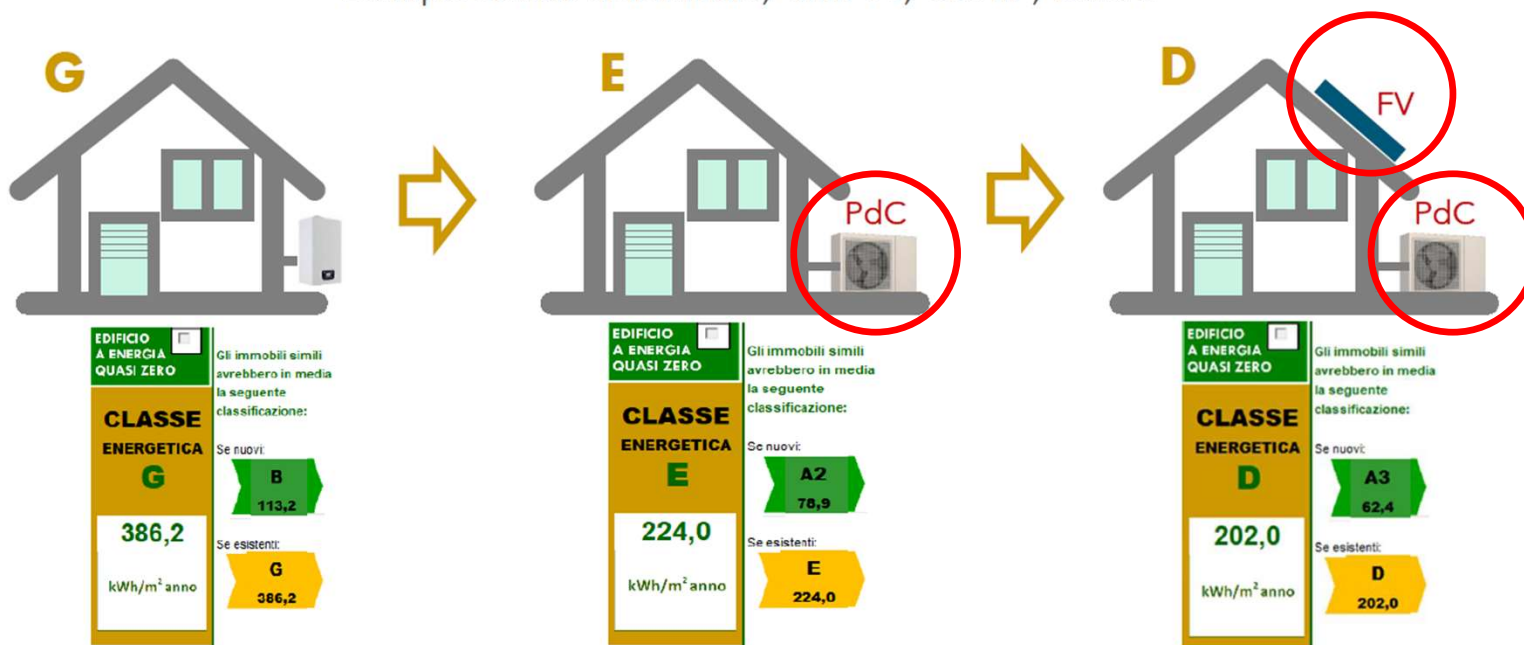 G
E
D
FV
PdC
PdC
EDIFICIO
A ENERGIA
QUASI ZERO
CLASSE
ENERGETICA
G
386,2
kWh/m² anno
Gli immobili simili
avrebbero in media
la seguente
classificazione:
Se nuovi:
B
113,2
Se esistenti:
G
386,2
EDIFICIO
A ENERGIA
QUASI ZERO
CLASSE
ENERGETICA
E
224,0
kWh/m² anno
Gli immobili simili
avrebbero in media
la seguente
classificazione:
Se nuovi:
A2
78,9
Se esistenti:
E
224,0
EDIFICIO
A ENERGIA
QUASI ZERO
CLASSE
ENERGETICA
D
202,0
kWh/m² anno
Gli immobili simili
avrebbero in media
la seguente
classificazione:
Se nuovi:
A3
62,4
Se esistenti:
D
202,0